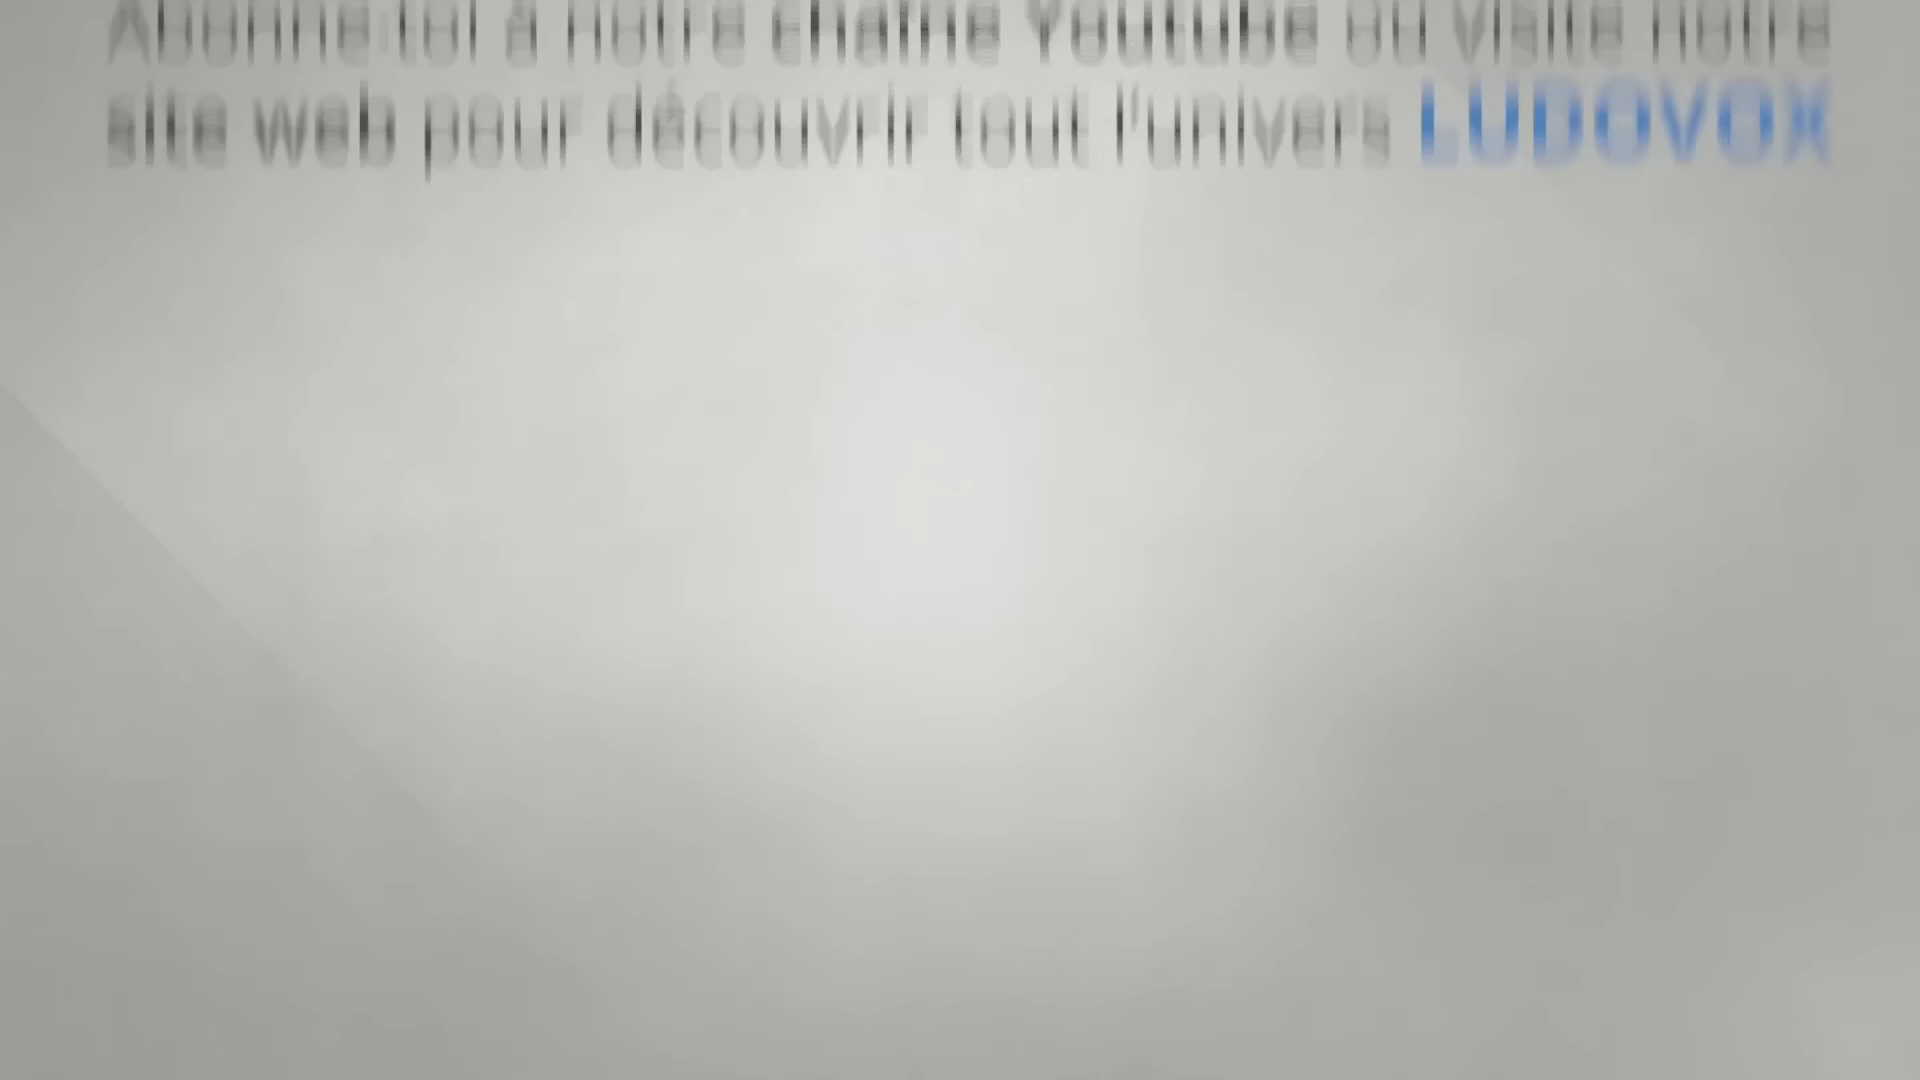 Abonne-toi à notre chaîne Youtube ou visite notre
site web pour découvrir tout l'univers LUDOVOX